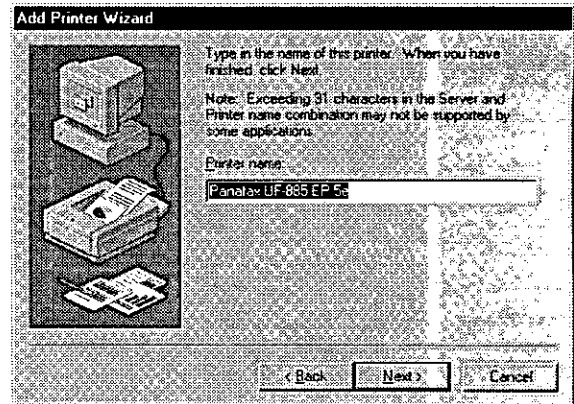 Add Printer Wizard
Type in the name of this printer. When you have
finished, click Next.
Note: Exceeding 31 characters in the Server and
Printer name combination may not be supported by
some applications.
Printer name:
Panafax UF-885 EP 5e
< Back
Next >
Cancel